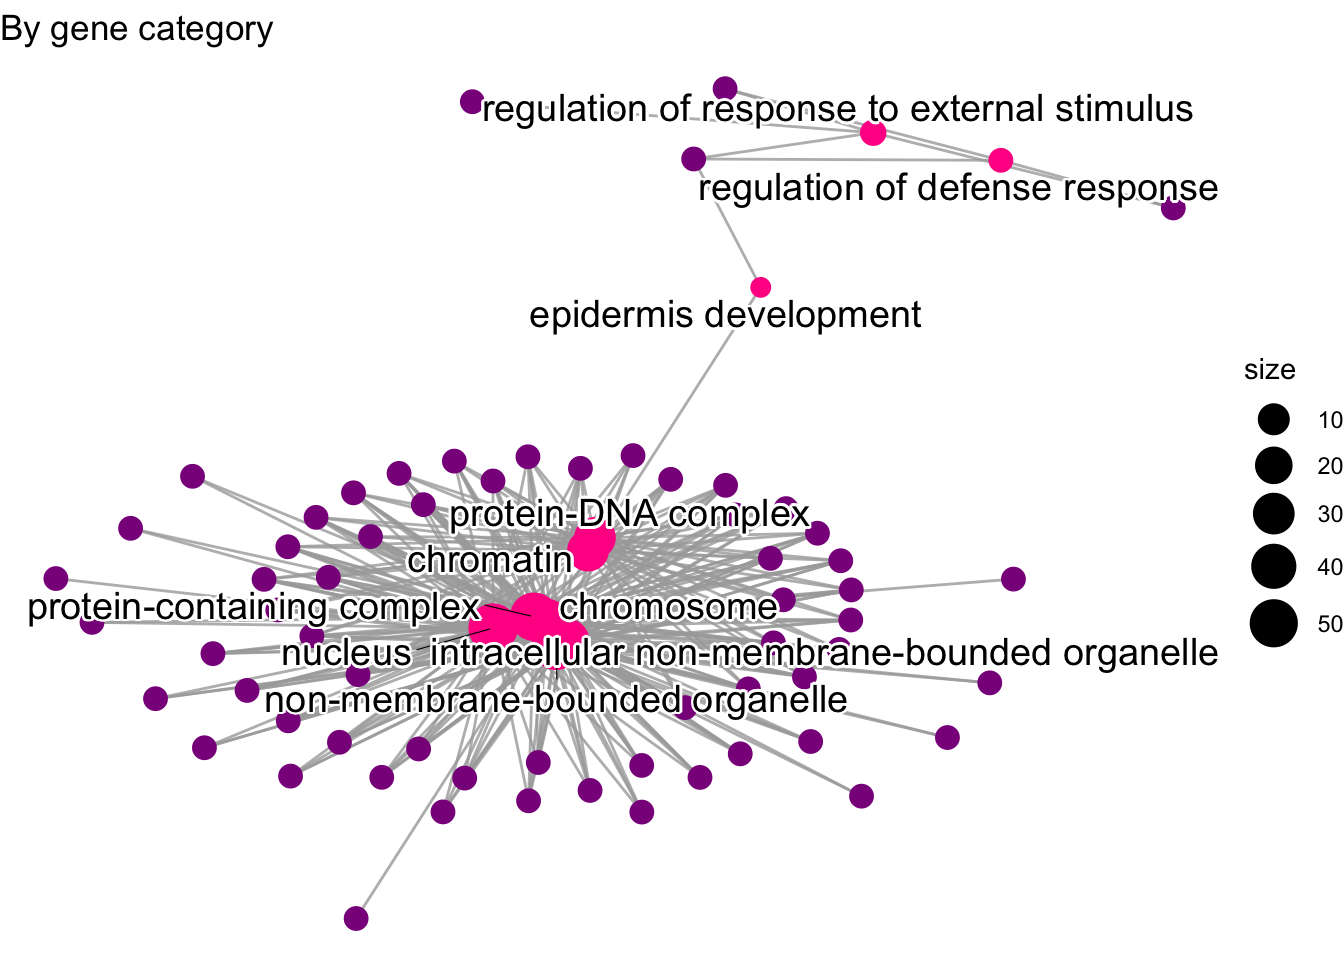 By gene category
regulation of response to external stimulus
regulation of defense response
epidermis development
size
10
20
30
40
50
protein-DNA complex
chromatin
protein-containing complex
chromosome
nucleus
intracellular non-membrane-bounded organelle
non-membrane-bounded organelle